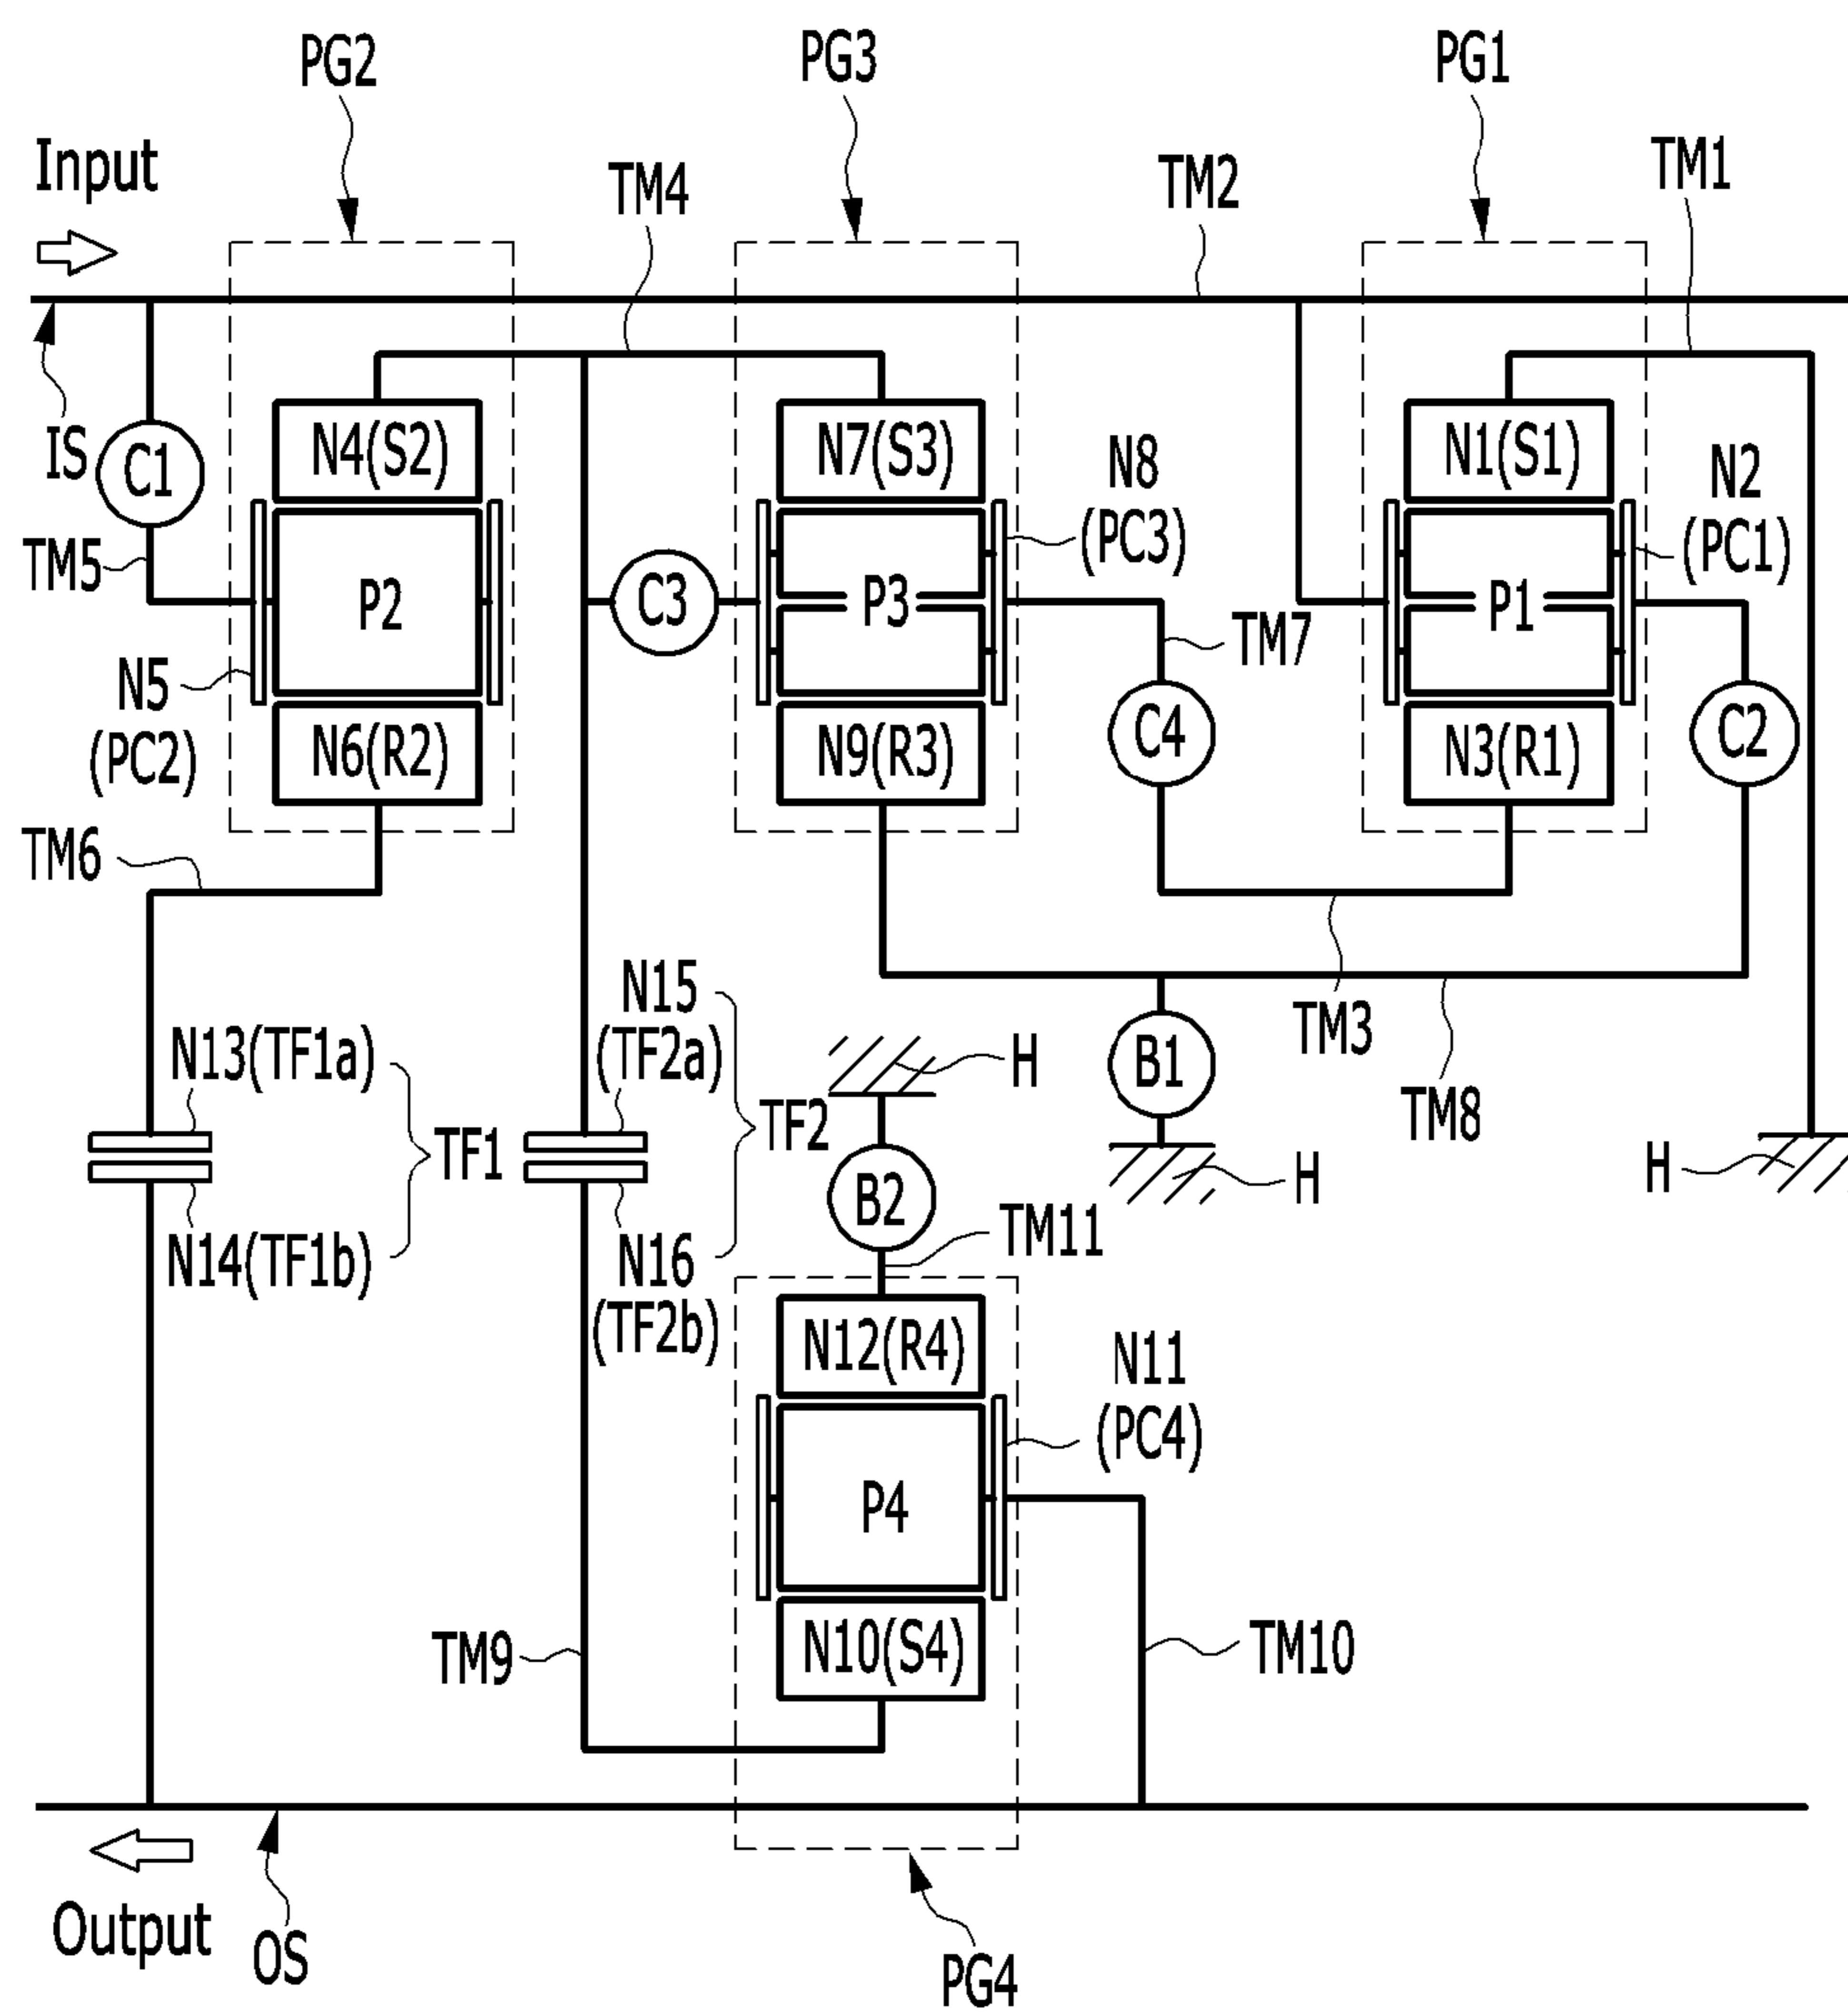 PG2
PG3
PG1
Input
TM4
TM2
TM1
IS
C1
N4(S2)
N7(S3)
N8
(PC3)
N1(S1)
N2
(PC1)
TM5
P2
C3
P3
TM7
P1
N5
(PC2)
N6(R2)
N9(R3)
C4
N3(R1)
C2
TM6
N15
(TF2a)
TM3
N13(TF1a)
H
B1
TM8
TF1
TF2
H
H
B2
N14(TF1b)
N16
(TF2b)
TM11
N12(R4)
N11
(PC4)
P4
TM9
N10(S4)
TM10
Output
OS
PG4